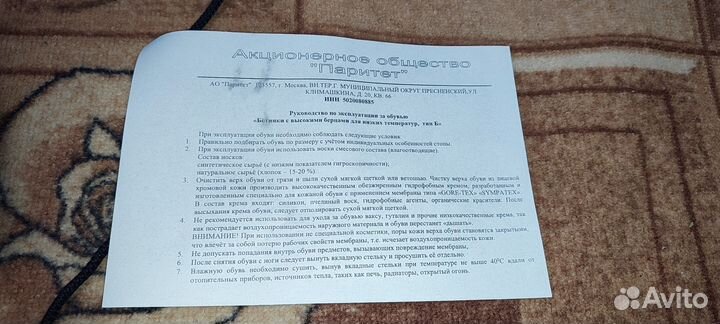 Акционерное общество
"Паритет"
АО "Паритет" 123557, г. Москва, ВН.ТЕР.Г. МУНИЦИПАЛЬНЫЙ ОКРУГ ПРЕСНЕНСКИЙ, УЛ
КЛИМАШКИНА, Д. 20, КВ. 66
ИНН 5020080885
Руководство по эксплуатации за обувью
«Ботинки с высокими берцами для низких температур, тип Б».
При эксплуатации обуви необходимо соблюдать следующие условия:
1. Правильно подбирать обувь по размеру с учётом индивидуальных особенностей стопы.
2. При эксплуатации обуви использовать носки смесового состава (влагоотводящие).
Состав носков:
синтетическое сырьё (с низким показателем гигроскопичности);
натуральное сырьё (хлопок – 15-20 %).
3. Очистить верх обуви от грязи и пыли сухой мягкой щеткой или ветошью. Чистку верха обуви из лицевой
хромовой кожи производить высококачественным обезжиренным гидрофобным кремом, разработанным и
изготовленным специально для кожаной обуви с применением мембраны типа «GORE-TEX» «SYMPATEX».
В состав крема входят: силикон, пчелиный воск, гидрофобные агенты, органические красители. После
высыхания крема обуви, следует отполировать сухой мягкой щеткой.
4. Не рекомендуется использовать для ухода за обувью ваксу, гуталин и прочие низкокачественные крема, так
как пострадает воздухопроницаемость наружного материала и обуви перестанет «дышать».
ВНИМАНИЕ! При использовании не специальной косметики, поры кожи верха обуви становятся закрытыми,
что влечёт за собой потерю рабочих свойств мембраны, т.е. исчезает воздухопроницаемость кожи.
5. Не допускать попадания внутрь обуви предметов, вызывающих повреждение мембраны.
6. После снятия обуви с ноги следует вынуть вкладную стельку и просушить её отдельно.
7. Влажную обувь необходимо сушить, вынув вкладные стельки при температуре не выше 40⁰С вдали от
отопительных приборов, источников тепла, таких как печь, радиаторы, открытый огонь.
Avito